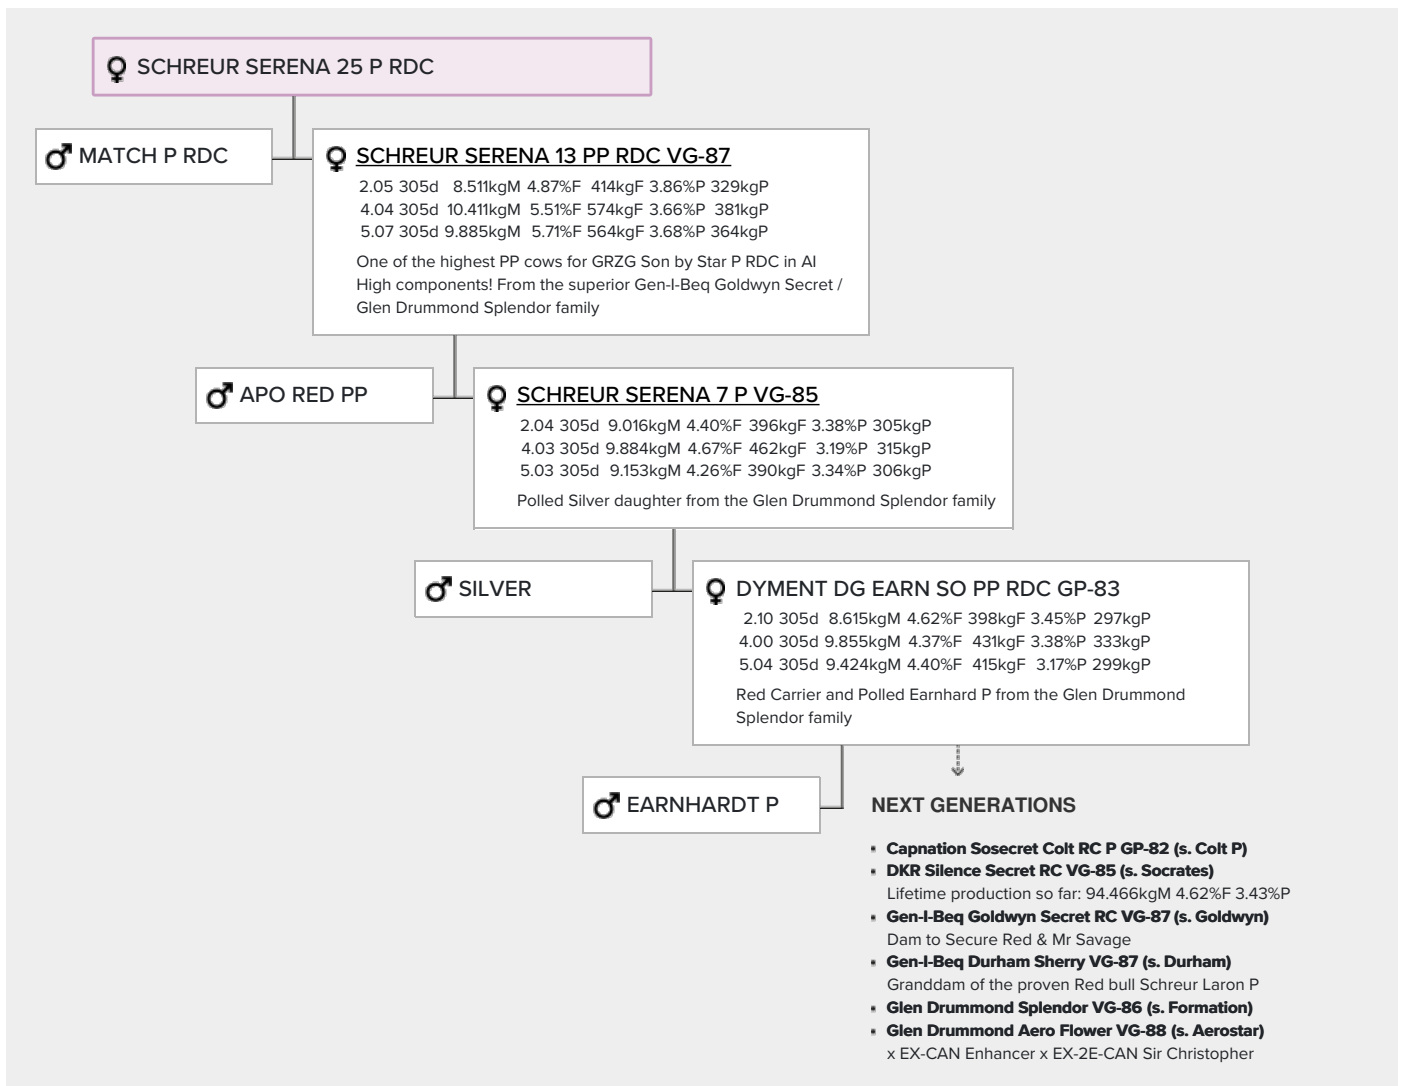 SCHREUR SERENA 25 P RDC
MATCH P RDC
SCHREUR SERENA 13 PP RDC VG-87
2.05 305d 8.511kgM 4.87%F 414kgF 3.86%P 329kgP
4.04 305d 10.411kgM 5.51%F 574kgF 3.66%P 381kgP
5.07 305d 9.885kgM 5.71%F 564kgF 3.68%P 364kgP
One of the highest PP cows for GRZG Son by Star P RDC in AI
High components! From the superior Gen-I-Beq Goldwyn Secret /
Glen Drummond Splendor family
APO RED PP
SCHREUR SERENA 7 P VG-85
2.04 305d 9.016kgM 4.40%F 396kgF 3.38%P 305kgP
4.03 305d 9.884kgM 4.67%F 462kgF 3.19%P 315kgP
5.03 305d 9.153kgM 4.26%F 390kgF 3.34%P 306kgP
Polled Silver daughter from the Glen Drummond Splendor family
SILVER
DYMENT DG EARN SO PP RDC GP-83
2.10 305d 8.615kgM 4.62%F 398kgF 3.45%P 297kgP
4.00 305d 9.855kgM 4.37%F 431kgF 3.38%P 333kgP
5.04 305d 9.424kgM 4.40%F 415kgF 3.17%P 299kgP
Red Carrier and Polled Earnhard P from the Glen Drummond
Splendor family
EARNHARDT P
NEXT GENERATIONS
Capnation Sosecret Colt RC P GP-82 (s. Colt P)
DKR Silence Secret RC VG-85 (s. Socrates)
Lifetime production so far: 94.466kgM 4.62%F 3.43%P
Gen-I-Beq Goldwyn Secret RC VG-87 (s. Goldwyn)
Dam to Secure Red & Mr Savage
Gen-I-Beq Durham Sherry VG-87 (s. Durham)
Granddam of the proven Red bull Schreur Laron P
Glen Drummond Splendor VG-86 (s. Formation)
Glen Drummond Aero Flower VG-88 (s. Aerostar)
x EX-CAN Enhancer x EX-2E-CAN Sir Christopher